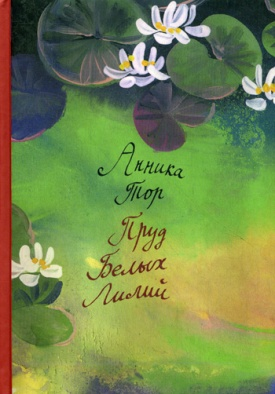 Анника
Тор
Пруд
Белых
Лилий